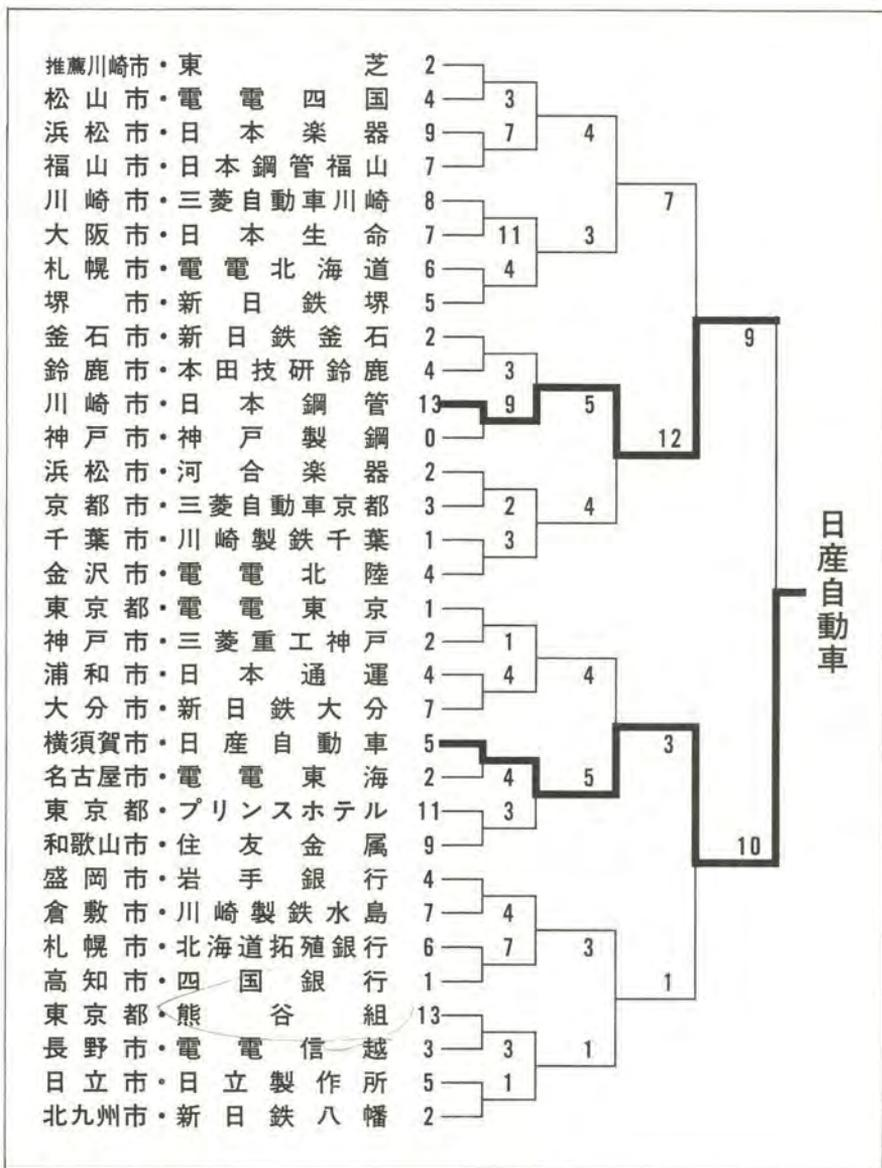 推薦川崎市・東芝 2
松山市・電電四国 4
浜松市・日本楽器 9
福山市・日本鋼管福山 7
川崎市・三菱自動車川崎 8
大阪市・日本生命 7
札幌市・電電北海道 6
堺市・新日鉄堺 5
釜石市・新日鉄釜石 2
鈴鹿市・本田技研鈴鹿 4
川崎市・日本鋼管 13
神戸市・神戸製鋼 0
浜松市・河合楽器 2
京都市・三菱自動車京都 3
千葉市・川崎製鉄千葉 1
金沢市・電電北陸 4
東京都・電電東京 1
神戸市・三菱重工神戸 2
浦和市・日本通運 4
大分市・新日鉄大分 7
横須賀市・日産自動車 5
名古屋市・電電東海 2
東京都・プリンスホテル 11
和歌山市・住友金属 9
盛岡市・岩手銀行 4
倉敷市・川崎製鉄水島 7
札幌市・北海道拓殖銀行 6
高知市・四国銀行 1
東京都・熊谷組 13
長野市・電電信越 3
日立市・日立製作所 5
北九州市・新日鉄八幡 2
3
7
11
4
3
9
2
3
1
4
4
3
4
7
3
1
4
3
5
4
4
5
3
1
7
12
3
1
9
10
日産自動車